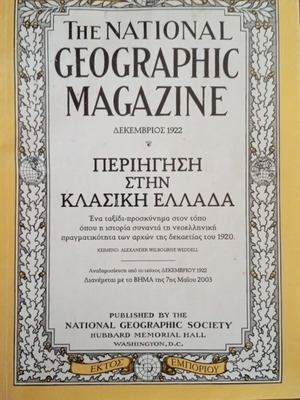 THE NATIONAL
GEOGRAPHIC
MAGAZINE
ΔΕΚΕΜΒΡΙΟΣ 1922
ΠΕΡΙΗΓΗΣΗ
ΣΤΗΝ
ΚΛΑΣΙΚΗ ΕΛΛΑΔΑ
Ένα ταξίδι-προσκύνημα στον τόπο
όπου η ιστορία συναντά τη νεοελληνική
πραγματικότητα των αρχών της δεκαετίας του 1920.
ΚΕΙΜΕΝΟ: ALEXANDER WILBOURNE WEDDELL
Αναδημοσίευση από το τεύχος ΔΕΚΕΜΒΡΙΟΥ 1922
Διανέμεται με το ΒΗΜΑ της 7ης Μαΐου 2003
PUBLISHED BY THE
NATIONAL GEOGRAPHIC SOCIETY
HUBBARD MEMORIAL HALL
WASHINGTON, D.C.
ΕΚΤΟΣ ΕΜΠΟΡΙΟΥ